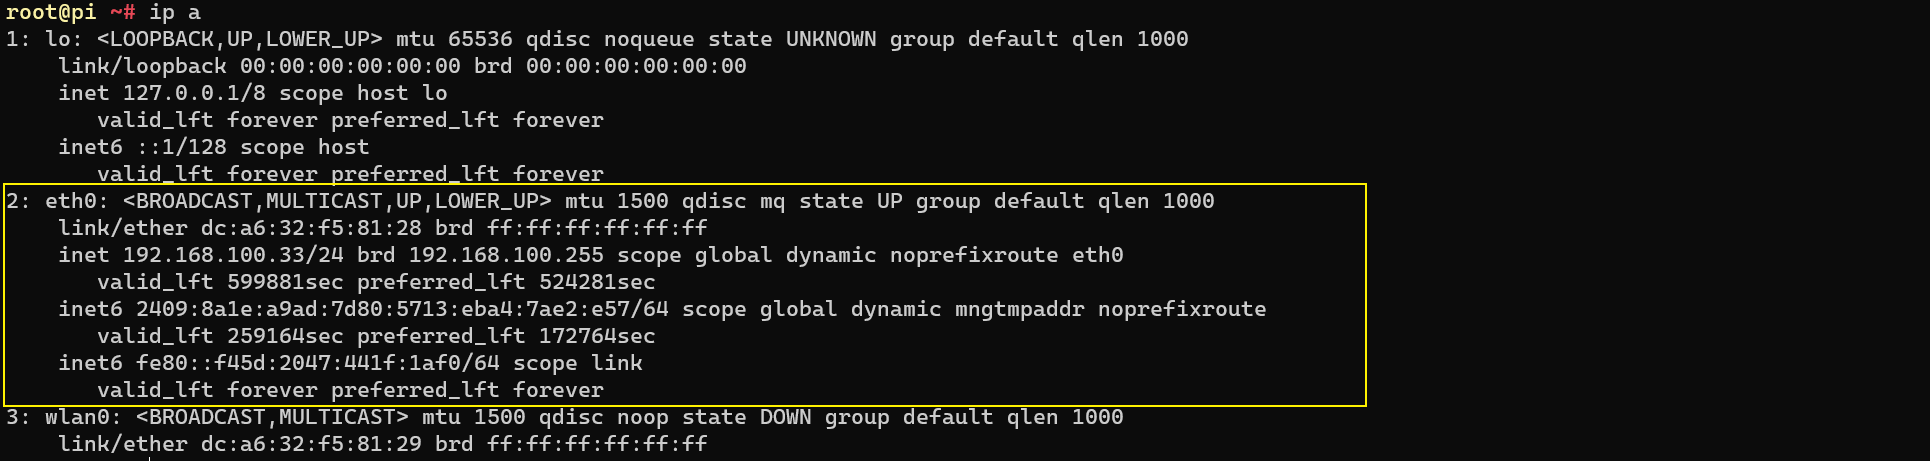 root@pi ~# ip a
1: lo: <LOOPBACK,UP,LOWER_UP> mtu 65536 qdisc noqueue state UNKNOWN group default qlen 1000
    link/loopback 00:00:00:00:00:00 brd 00:00:00:00:00:00
    inet 127.0.0.1/8 scope host lo
       valid_lft forever preferred_lft forever
    inet6 ::1/128 scope host
       valid_lft forever preferred_lft forever
2: eth0: <BROADCAST,MULTICAST,UP,LOWER_UP> mtu 1500 qdisc mq state UP group default qlen 1000
    link/ether dc:a6:32:f5:81:28 brd ff:ff:ff:ff:ff:ff
    inet 192.168.100.33/24 brd 192.168.100.255 scope global dynamic noprefixroute eth0
       valid_lft 599881sec preferred_lft 524281sec
    inet6 2409:8a1e:a9ad:7d80:5713:eba4:7ae2:e57/64 scope global dynamic mngtmpaddr noprefixroute
       valid_lft 259164sec preferred_lft 172764sec
    inet6 fe80::f45d:2047:441f:1af0/64 scope link
       valid_lft forever preferred_lft forever
3: wlan0: <BROADCAST,MULTICAST> mtu 1500 qdisc noop state DOWN group default qlen 1000
    link/ether dc:a6:32:f5:81:29 brd ff:ff:ff:ff:ff:ff